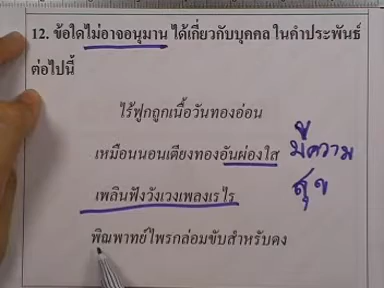 12. ข้อใดไม่อาจอนุมาน ได้เกี่ยวกับบุคคล ในคำประพันธ์
ต่อไปนี้
ไร้ฟูกถูกเนื้อวันทองอ่อน
เหมือนนอนเตียงทองอันผ่องใส มีความ
เพลินฟังวังเวงเพลงเรไร สุข
พิณพาทย์ไพรกล่อมขับสำหรับดง